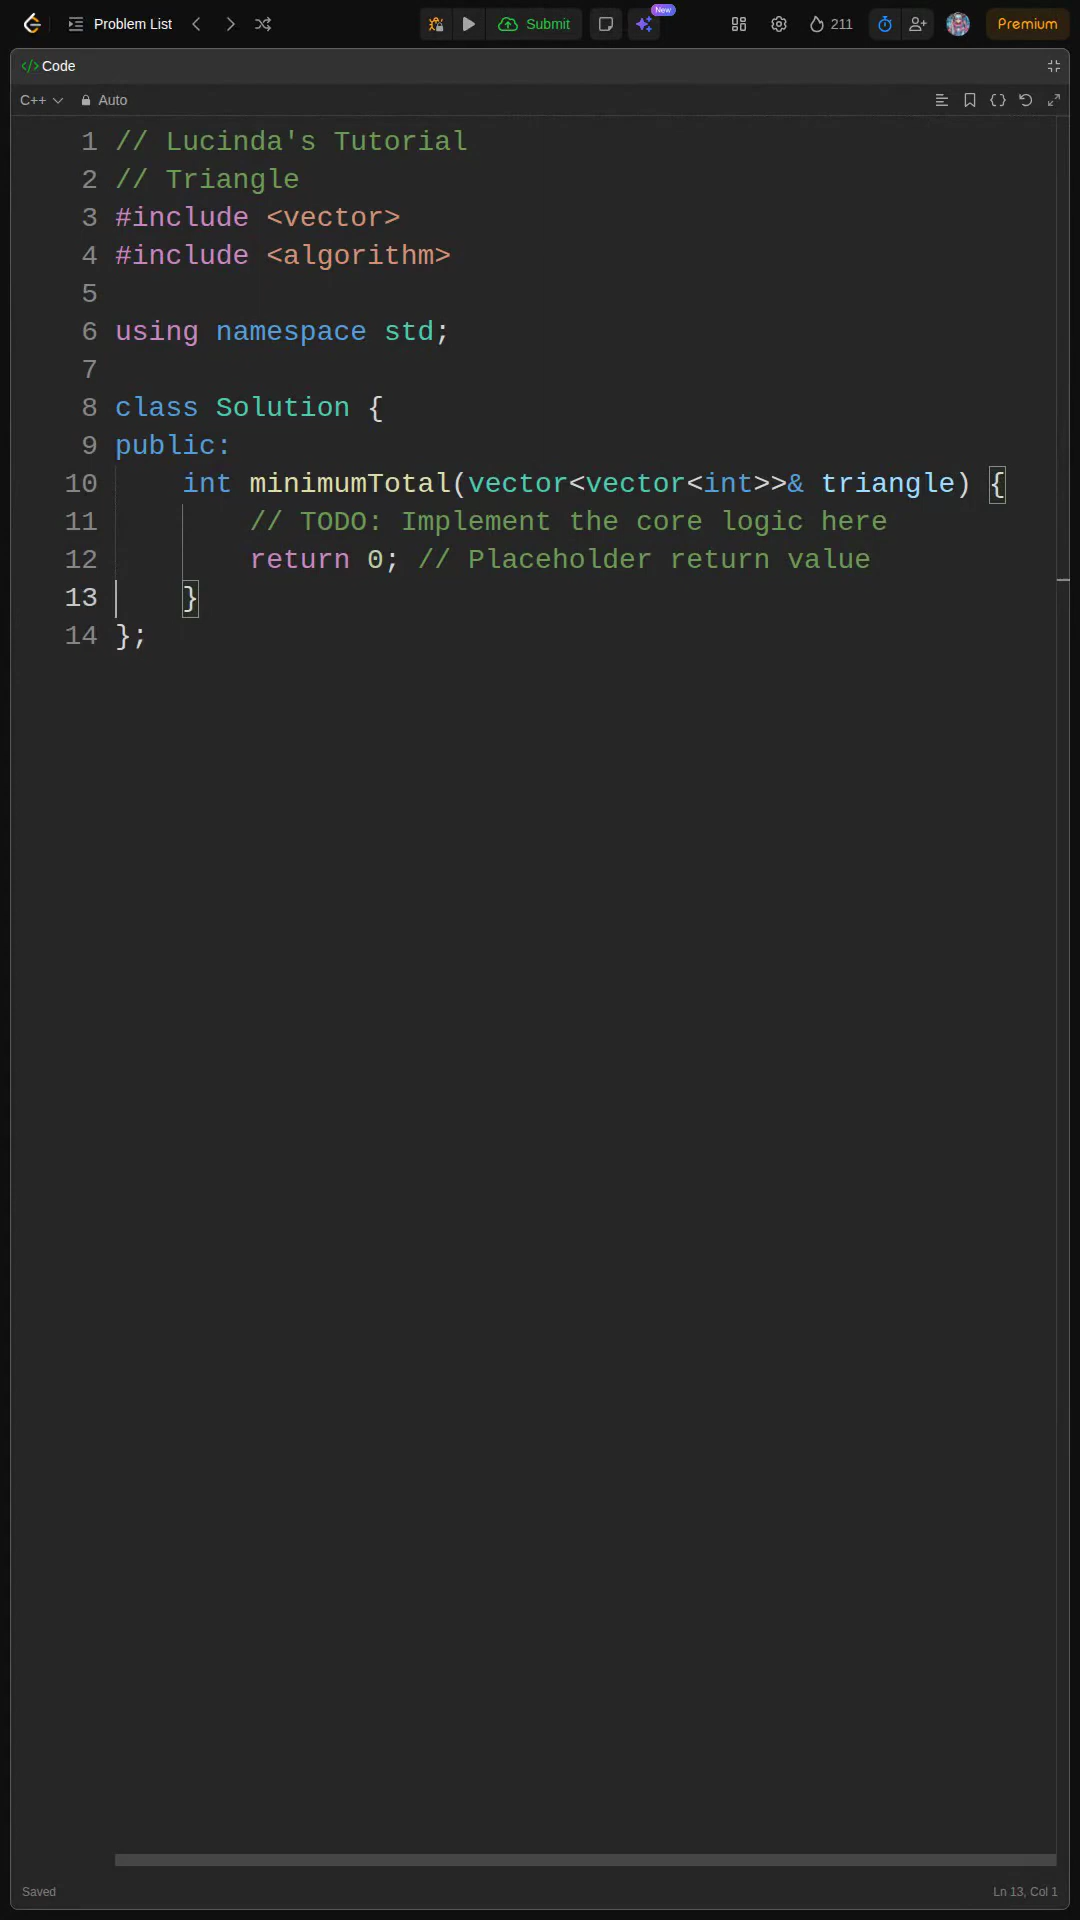 Problem List
Submit
New
211
Premium
</> Code
C++
Auto
1 // Lucinda's Tutorial
2 // Triangle
3 #include <vector>
4 #include <algorithm>
5
6 using namespace std;
7
8 class Solution {
9 public:
10     int minimumTotal(vector<vector<int>>& triangle) {
11         // TODO: Implement the core logic here
12         return 0; // Placeholder return value
13     }
14 };
Saved
Ln 13, Col 1